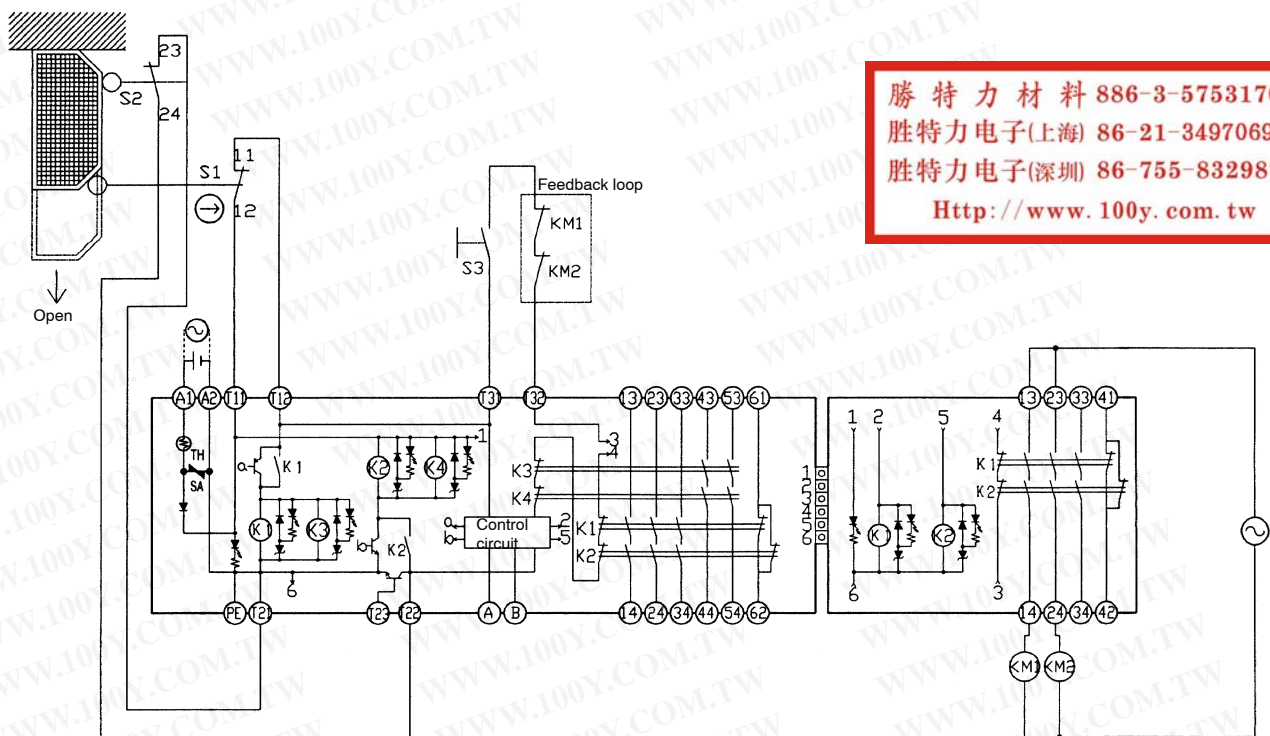 勝特力材料 886-3-575317
胜特力电子(上海) 86-21-3497069
胜特力电子(深圳) 86-755-83298
Http://www.100y.com.tw
WWW.100Y.COM.TW
23
S2
24
11
S1
12
Feedback loop
KM1
S3
KM2
Open
A1 A2 T11 T12 T31 T32 13 23 33 43 53 61 13 23 33 41
1
3
4
1 2 5 4
TH
SA
a
K1
K2
K4
K3
K4
1
2
3
4
5
6
K1
K2
K1
K3
b
K2
a
b
Control
circuit
2
5
K1
K2
K1
K2
6
6
3
PE T21 T23 T22 A B 14 24 34 44 54 62 14 24 34 42
KM1 KM2